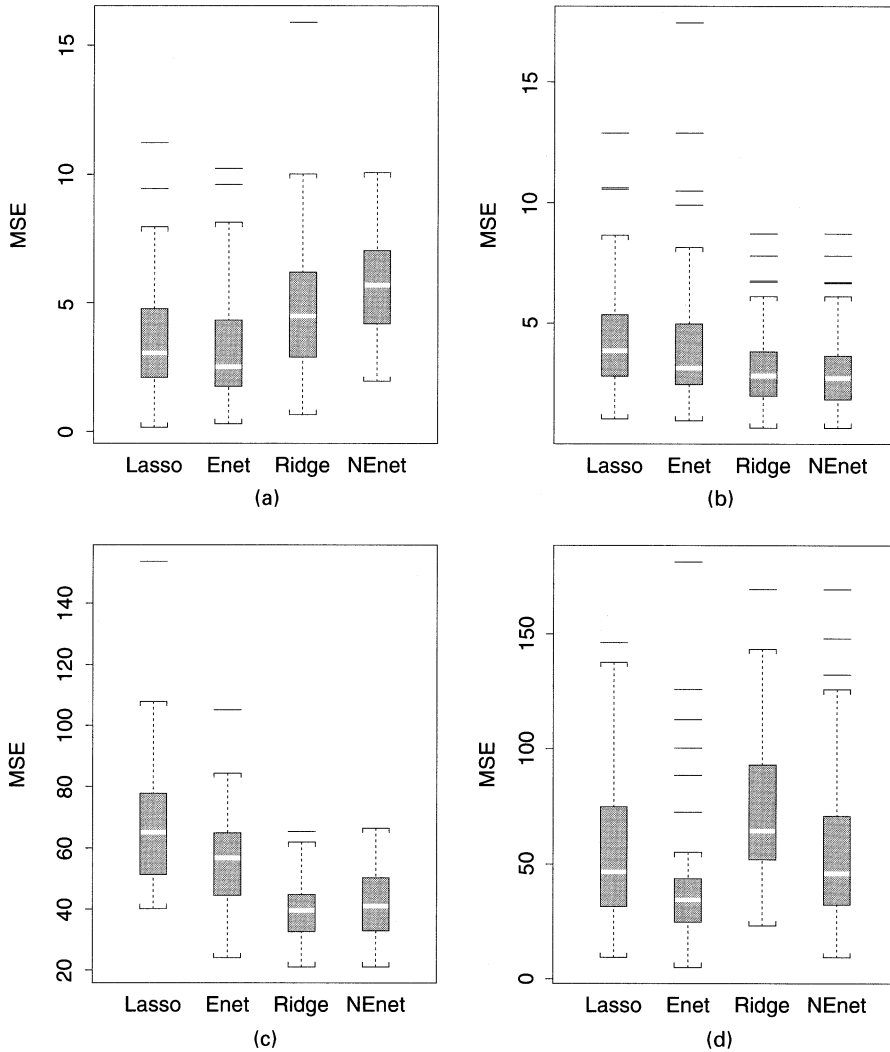 MSE
15
10
5
0
Lasso Enet Ridge NEnet
(a)
MSE
15
10
5
Lasso Enet Ridge NEnet
(b)
MSE
140
120
100
80
60
40
20
Lasso Enet Ridge NEnet
(c)
MSE
150
100
50
0
Lasso Enet Ridge NEnet
(d)